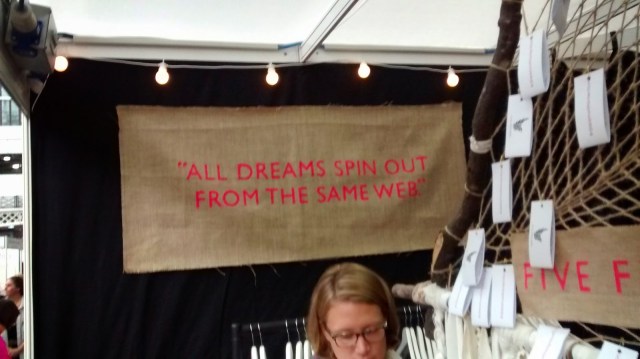 "ALL DREAMS SPIN OUT
FROM THE SAME WEB."
FIVE F